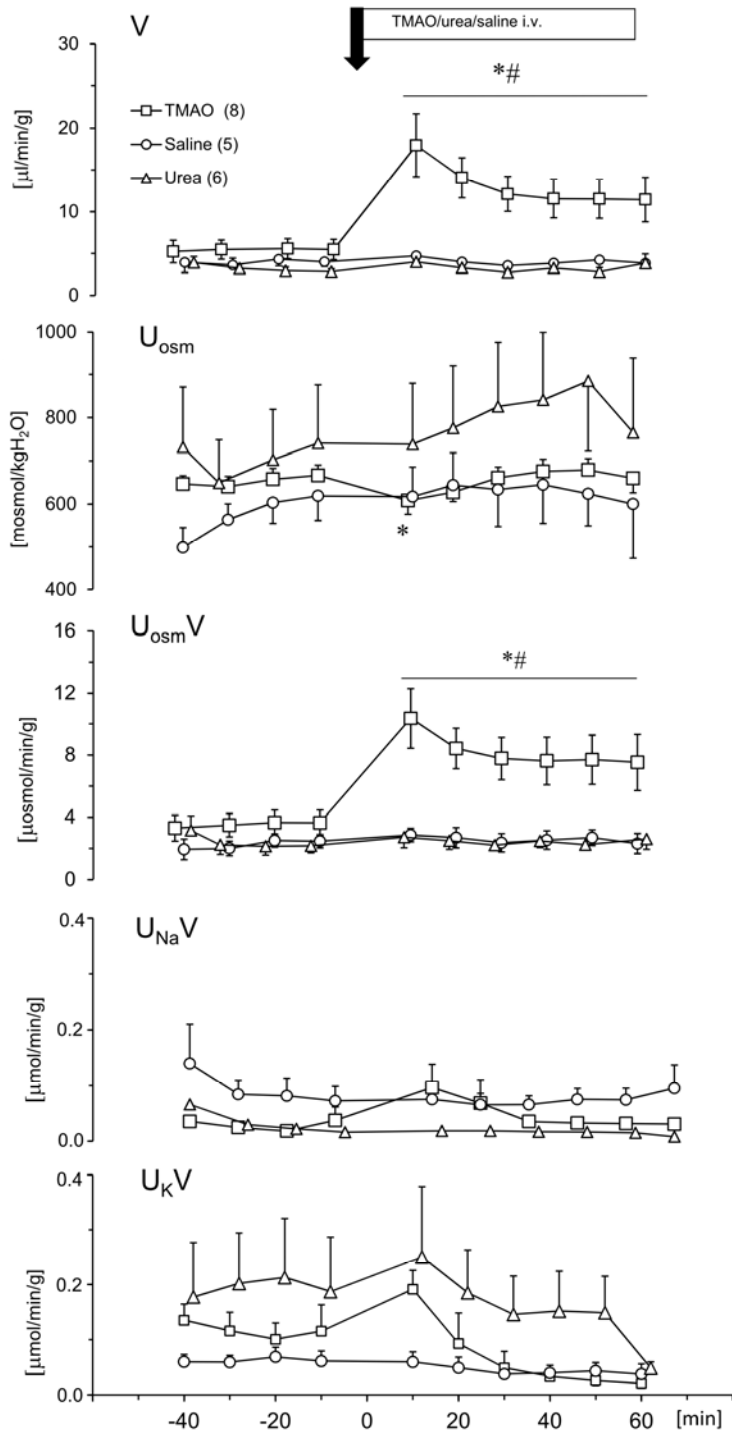 V
TMAO/urea/saline i.v.
30
20
10
0
[µl/min/g]
*#
TMAO (8)
Saline (5)
Urea (6)
Uosm
1000
800
600
400
[mosmol/kgH₂O]
*
UosmV
16
12
8
4
0
[µosmol/min/g]
*#
UNaV
0.4
0.2
0.0
[µmol/min/g]
UKV
0.4
0.2
0.0
[µmol/min/g]
-40 -20 0 20 40 60 [min]